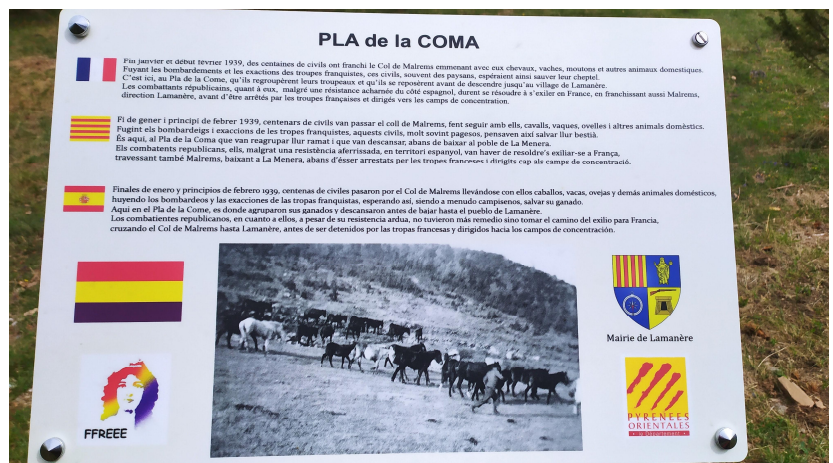 PLA de la COMA
Fin janvier et début février 1939, des centaines de civils ont franchi le Col de Malrems emmenant avec eux chevaux, vaches, moutons et autres animaux domestiques.
Fuyant les bombardements et les exactions des troupes franquistes, ces civils, souvent des paysans, espéraient ainsi sauver leur cheptel.
C'est ici, au Pla de la Come, qu'ils regroupèrent leurs troupeaux et qu'ils se reposèrent avant de descendre jusqu'au village de Lamanère.
Les combattants républicains, quant à eux, malgré une résistance acharnée du côté espagnol, durent se résoudre à s'exiler en France, en franchissant aussi Malrems,
direction Lamanère, avant d'être arrêtés par les troupes françaises et dirigés vers les camps de concentration.
Fi de gener i principi de febrer 1939, centenars de civils van passar el coll de Malrems, fent seguir amb ells, cavalls, vaques, ovelles i altres animals domèstics.
Fugint els bombardeigs i exaccions de les tropes franquistes, aquests civils, molt sovint pagesos, pensaven així salvar llur bestià.
És aquí, al Pla de la Come que van reagrupar llur ramat i que van descansar, abans de baixar al poble de La Menera.
Els combatents republicans, ells, malgrat una resistència aferrissada, en territori espanyol, van haver de resoldre's exiliar-se a França,
travessant també Malrems, baixant a La Menera, abans d'ésser arrestats per les tropes franceses i dirigits cap als camps de concentració.
Finales de enero y principios de febrero 1939, centenas de civiles pasaron por el Col de Malrems llevándose con ellos caballos, vacas, ovejas y demás animales domésticos,
huyendo los bombardeos y las exacciones de las tropas franquistas, esperando así, siendo a menudo campisenos, salvar su ganado.
Aqui en el Pla de la Come, es donde agruparon sus ganados y descansaron antes de bajar hasta el pueblo de Lamanère.
Los combatientes republicanos, en cuanto a ellos, a pesar de su resistencia ardua, no tuvieron más remedio sino tomar el camino del exilio para Francia,
cruzando el Col de Malrems hasta Lamanère, antes de ser detenidos por las tropas francesas y dirigidos hacia los campos de concentración.
Mairie de Lamanère
FFREEE
PYRENEES
ORIENTALES
le Département